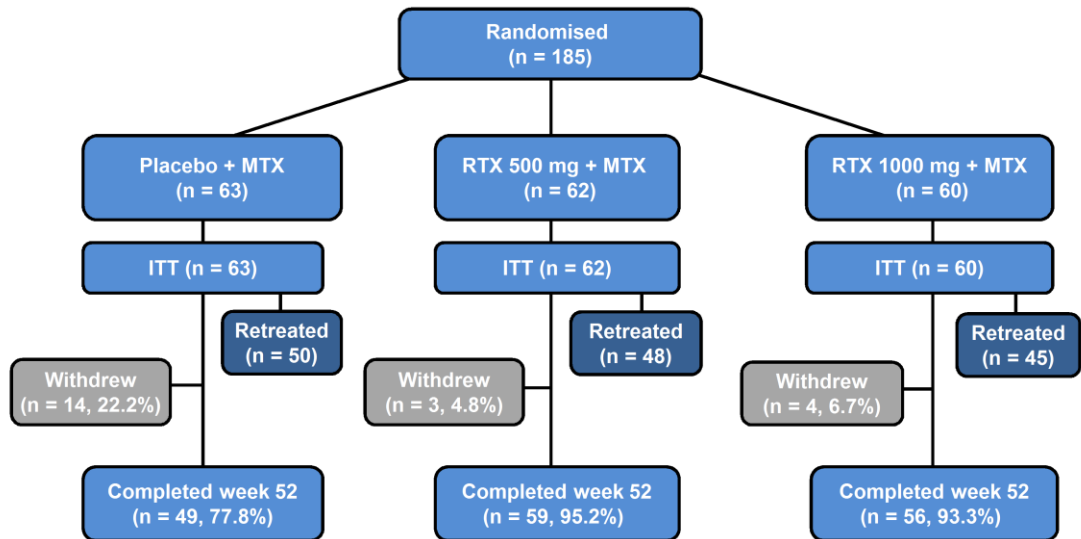 Randomised
(n = 185)
Placebo + MTX
(n = 63)
RTX 500 mg + MTX
(n = 62)
RTX 1000 mg + MTX
(n = 60)
ITT (n = 63)
ITT (n = 62)
ITT (n = 60)
Retreated
(n = 50)
Retreated
(n = 48)
Retreated
(n = 45)
Withdrew
(n = 14, 22.2%)
Withdrew
(n = 3, 4.8%)
Withdrew
(n = 4, 6.7%)
Completed week 52
(n = 49, 77.8%)
Completed week 52
(n = 59, 95.2%)
Completed week 52
(n = 56, 93.3%)